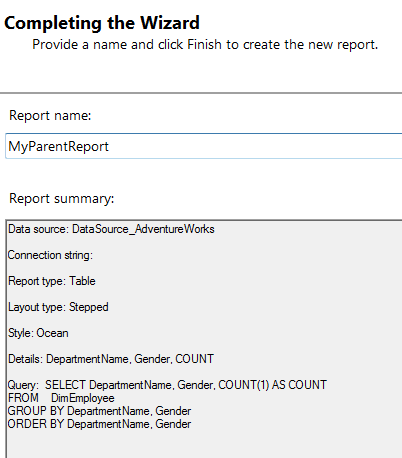 Completing the Wizard
Provide a name and click Finish to create the new report.
Report name:
MyParentReport
Report summary:
Data source: DataSource_AdventureWorks
Connection string:
Report type: Table
Layout type: Stepped
Style: Ocean
Details: DepartmentName, Gender, COUNT
Query:  SELECT DepartmentName, Gender, COUNT(1) AS COUNT
FROM    DimEmployee
GROUP BY DepartmentName, Gender
ORDER BY DepartmentName, Gender